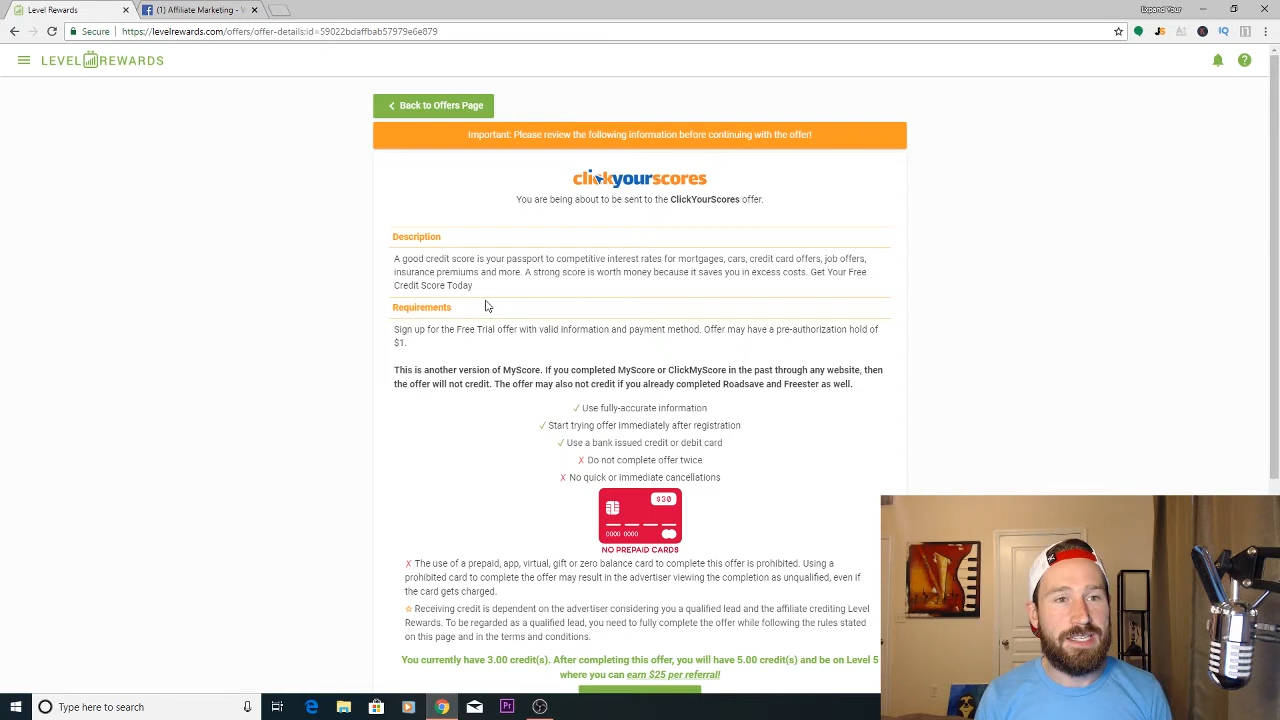 Level Rewards
(1) Affiliate Marketing -
Expand Your
Secure
https://levelrewards.com/offers/offer-details;id=59022bdaffbab57979e6e879
LEVEL REWARDS
Back to Offers Page
Important: Please review the following information before continuing with the offer!
clickyourscores
You are being about to be sent to the ClickYourScores offer.
Description
A good credit score is your passport to competitive interest rates for mortgages, cars, credit card offers, job offers,
insurance premiums and more. A strong score is worth money because it saves you in excess costs. Get Your Free
Credit Score Today
Requirements
Sign up for the Free Trial offer with valid information and payment method. Offer may have a pre-authorization hold of
$1.
This is another version of MyScore. If you completed MyScore or ClickMyScore in the past through any website, then
the offer will not credit. The offer may also not credit if you already completed Roadsave and Freester as well.
✓ Use fully-accurate information
✓ Start trying offer immediately after registration
✓ Use a bank issued credit or debit card
✗ Do not complete offer twice
✗ No quick or immediate cancellations
$30
0000 0000
NO PREPAID CARDS
✗ The use of a prepaid, app, virtual, gift or zero balance card to complete this offer is prohibited. Using a
prohibited card to complete the offer may result in the advertiser viewing the completion as unqualified, even if
the card gets charged.
☆ Receiving credit is dependent on the advertiser considering you a qualified lead and the affiliate crediting Level
Rewards. To be regarded as a qualified lead, you need to fully complete the offer while following the rules stated
on this page and in the terms and conditions.
You currently have 3.00 credit(s). After completing this offer, you will have 5.00 credit(s) and be on Level 5
where you can earn $25 per referral!
Type here to search